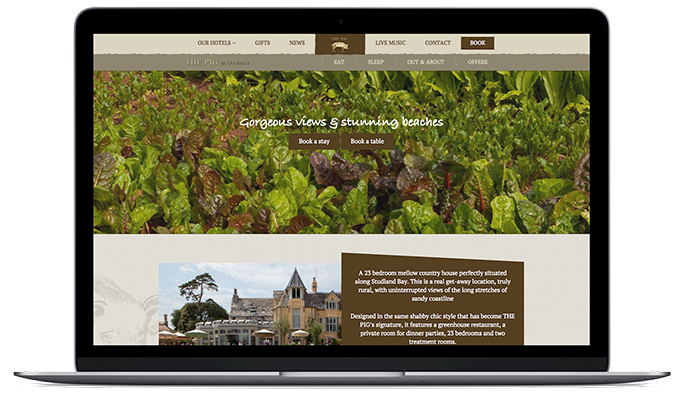 OUR HOTELS
GIFTS
NEWS
THE PIG
LIVE MUSIC
CONTACT
BOOK
THE PIG on the beach
EAT
SLEEP
OUT & ABOUT
OFFERS
Gorgeous views & stunning beaches
Book a stay
Book a table
A 23 bedroom mellow country house perfectly situated
along Studland Bay. This is a real get-away location, truly
rural, with uninterrupted views of the long stretches of
sandy coastline
Designed in the same shabby chic style that has become THE
PIG's signature, it features a greenhouse restaurant, a
private room for dinner parties, 23 bedrooms and two
treatment rooms.